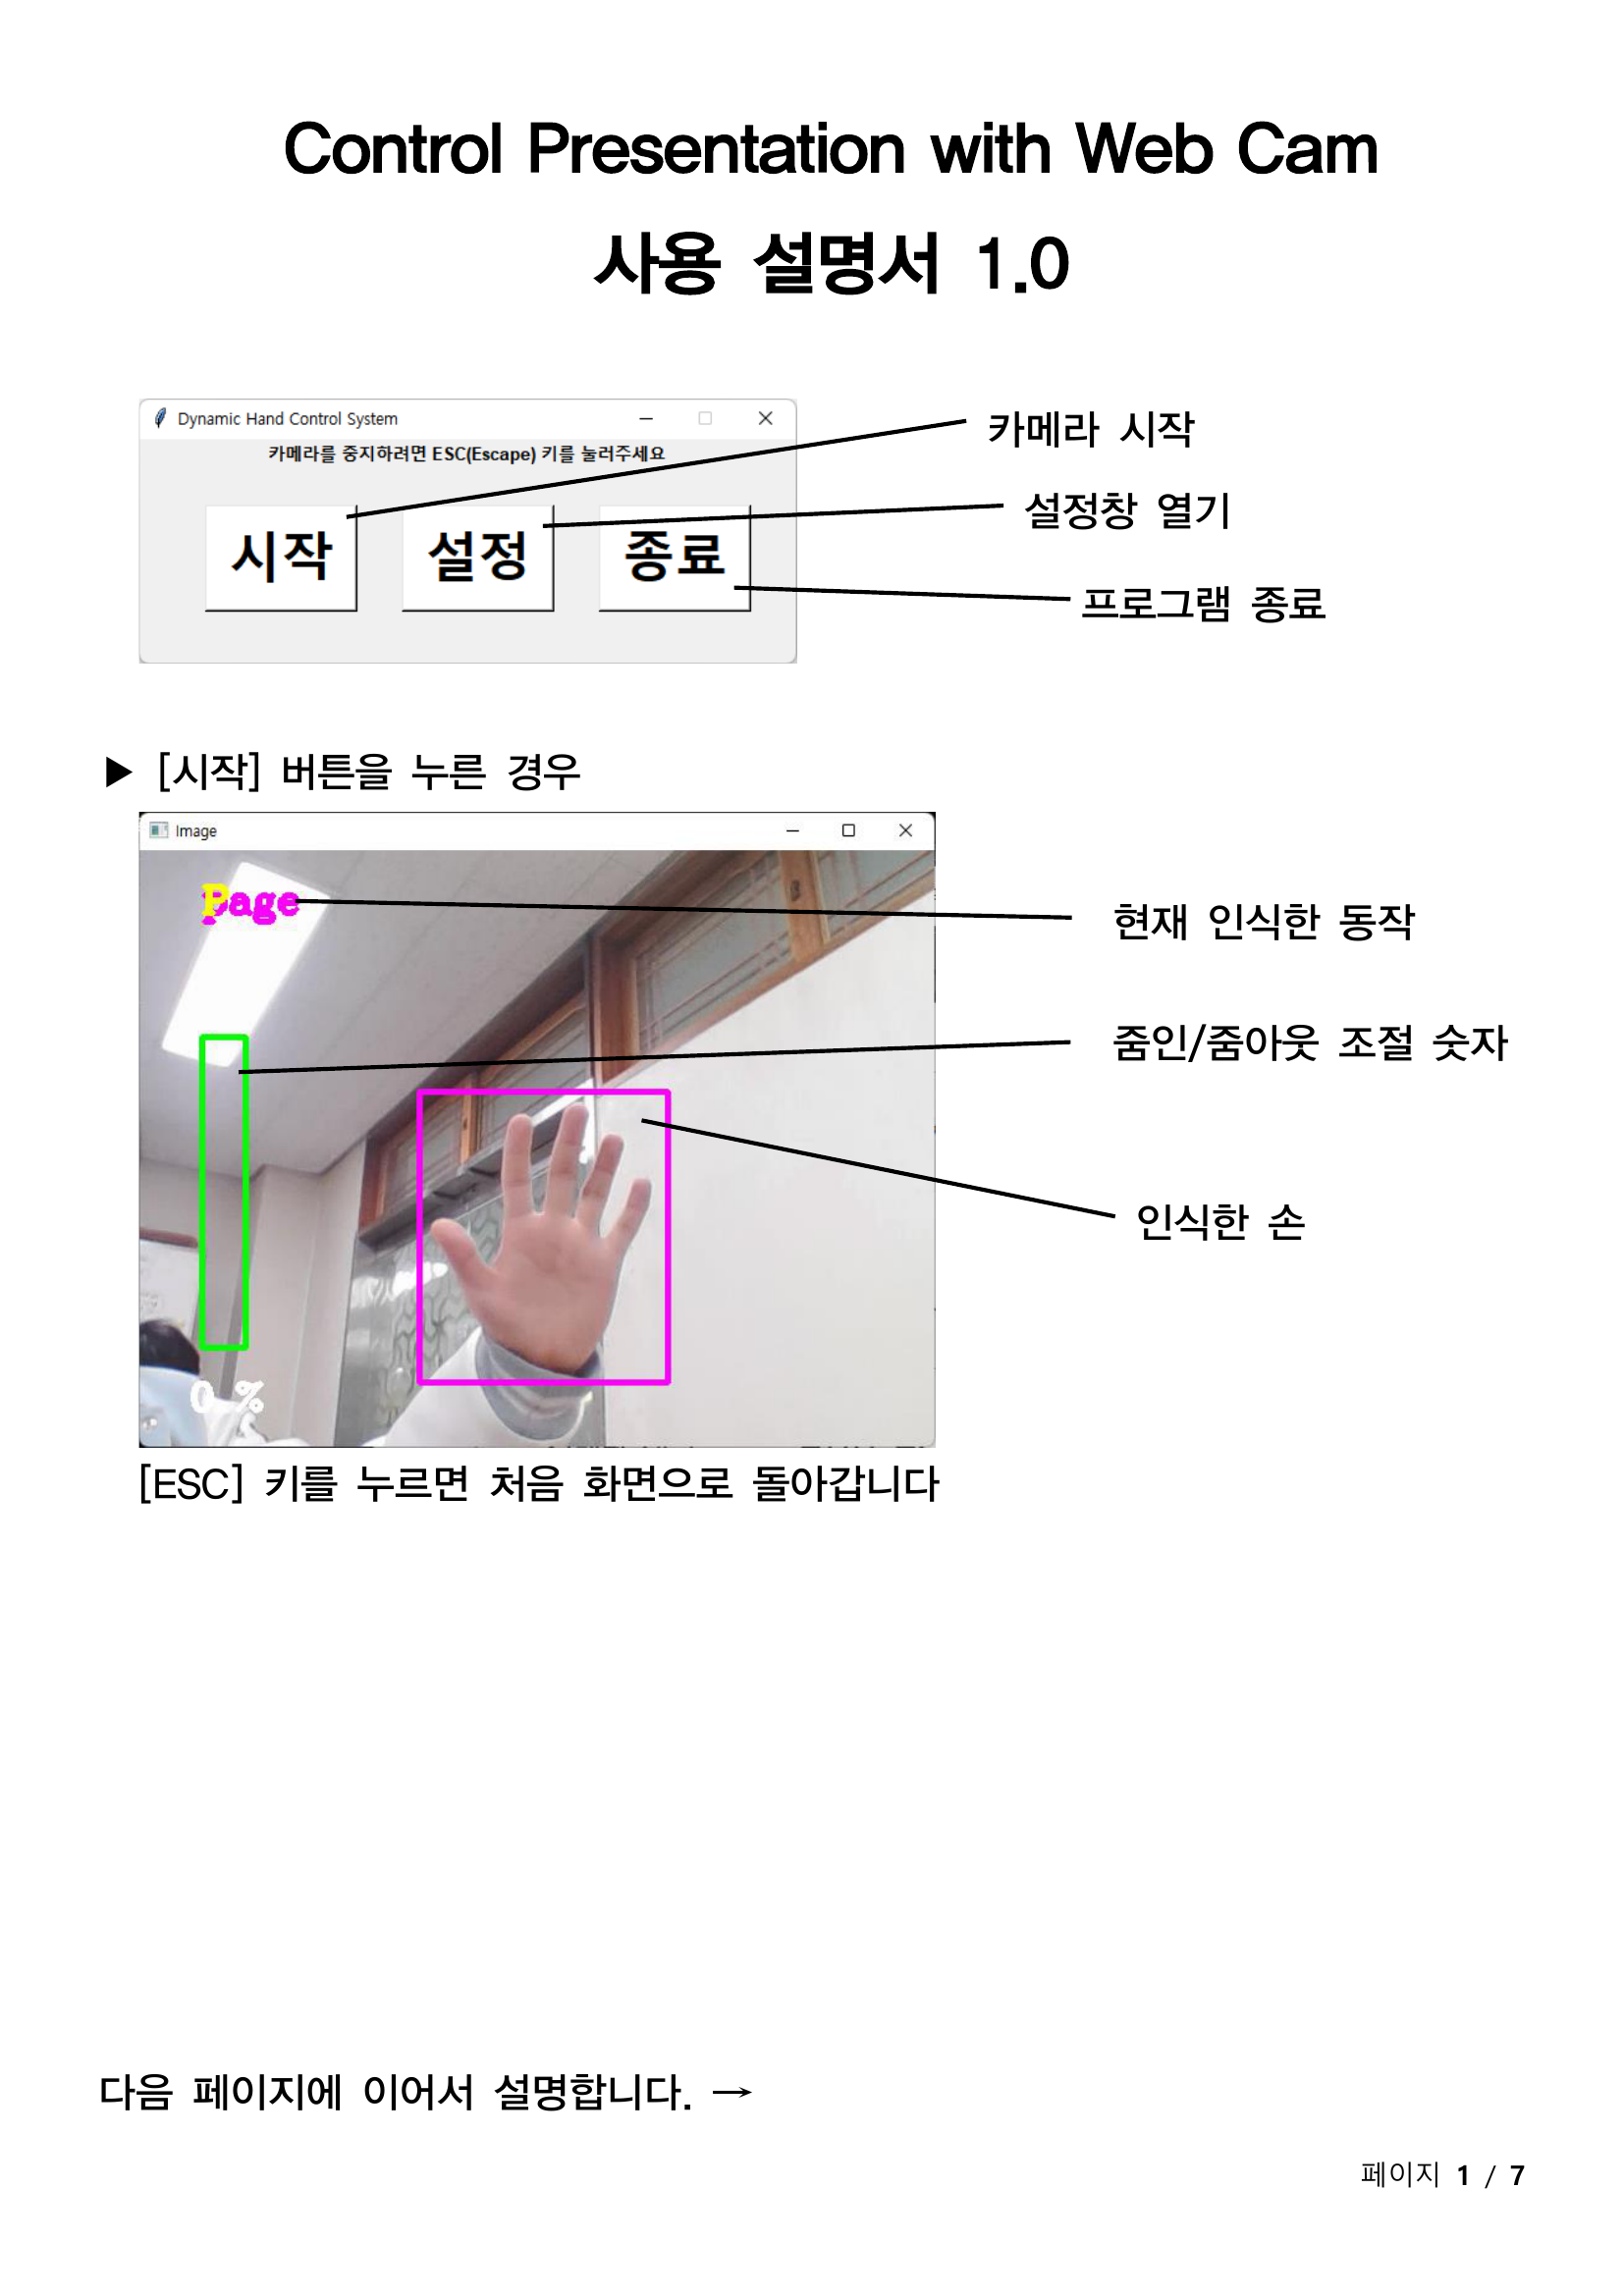 Control Presentation with Web Cam
사용 설명서 1.0
Dynamic Hand Control System
카메라를 중지하려면 ESC(Escape) 키를 눌러주세요
카메라 시작
설정창 열기
시작 설정 종료
프로그램 종료
▶ [시작] 버튼을 누른 경우
Image
Page
현재 인식한 동작
줌인/줌아웃 조절 숫자
인식한 손
0 %
[ESC] 키를 누르면 처음 화면으로 돌아갑니다
다음 페이지에 이어서 설명합니다. →
페이지 1 / 7